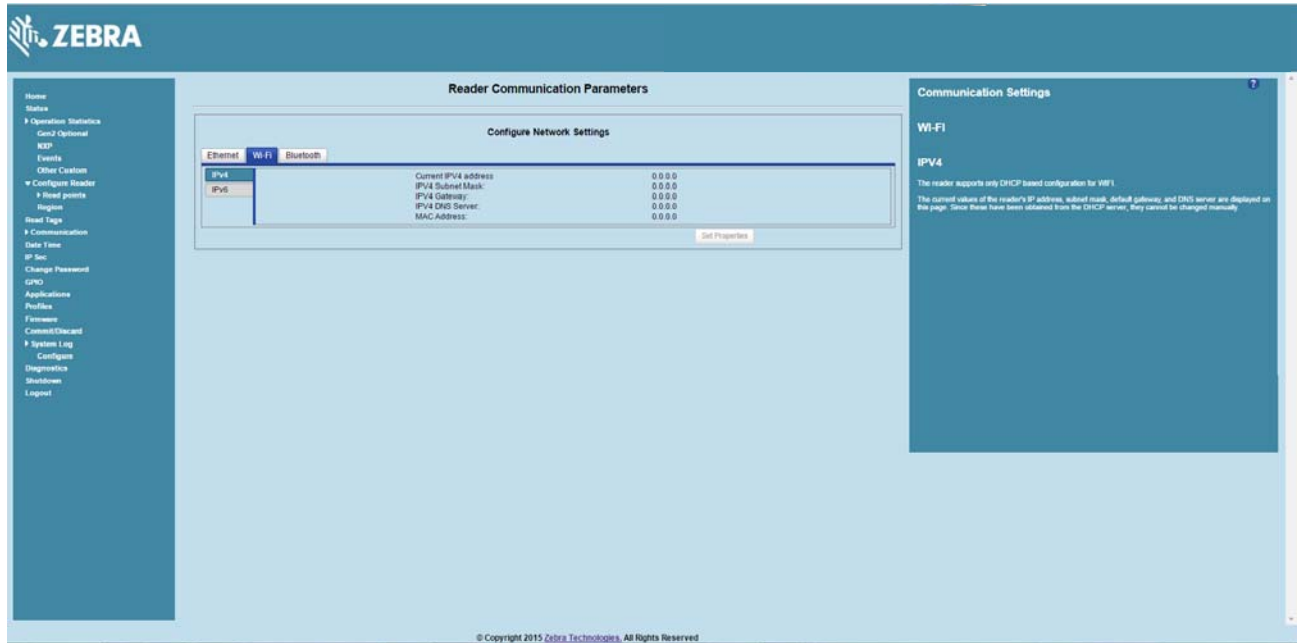 ZEBRA
Home
Status
Operation Statistics
Gen2 Optional
NXP
Events
Other Custom
Configure Reader
Read points
Region
Read Tags
Communication
Date Time
IP Sec
Change Password
GPIO
Applications
Profiles
Firmware
Commit/Discard
System Log
Configure
Diagnostics
Shutdown
Logout
Reader Communication Parameters
Configure Network Settings
Ethernet Wi-Fi Bluetooth
IPv4
IPv6
Current IPV4 address 0.0.0.0
IPV4 Subnet Mask: 0.0.0.0
IPV4 Gateway: 0.0.0.0
IPV4 DNS Server: 0.0.0.0
MAC Address: 0.0.0.0
Set Properties
?
Communication Settings
WI-FI
IPV4
The reader supports only DHCP based configuration for WIFI.
The current values of the reader's IP address, subnet mask, default gateway, and DNS server are displayed on
this page. Since these have been obtained from the DHCP server, they cannot be changed manually.
© Copyright 2015 Zebra Technologies. All Rights Reserved